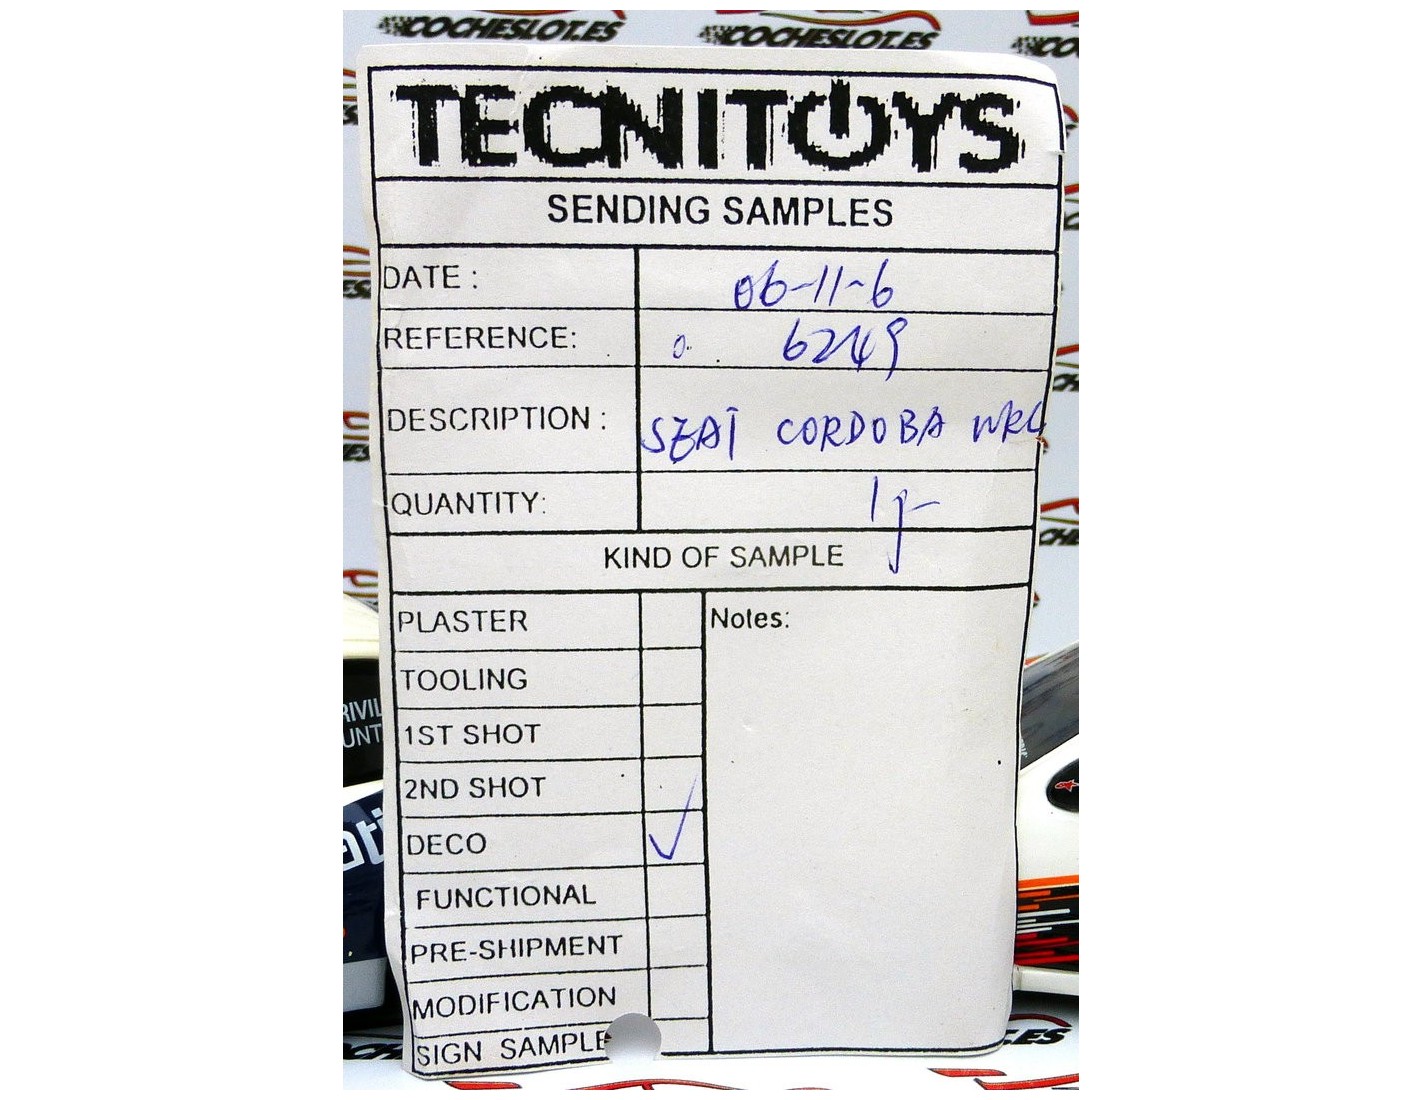 COCHESLOT.ES COCHESLOT.ES
TECNITOYS
SENDING SAMPLES
DATE : 06-11-6
REFERENCE: 6249
DESCRIPTION : SEAT CORDOBA WRC
QUANTITY: 1
KIND OF SAMPLE
PLASTER
Notes:
TOOLING
1ST SHOT
2ND SHOT
DECO ✓
FUNCTIONAL
PRE-SHIPMENT
MODIFICATION
SIGN SAMPLE